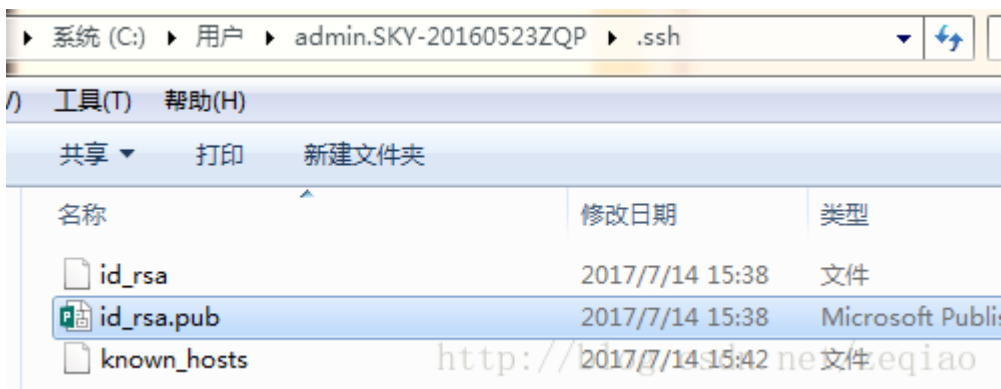 系统 (C:) 用户 admin.SKY-20160523ZQP .ssh
工具(T) 帮助(H)
共享 打印 新建文件夹
名称 修改日期 类型
id_rsa 2017/7/14 15:38 文件
id_rsa.pub 2017/7/14 15:38 Microsoft
known_hosts 2017/7/14 15:42 文件